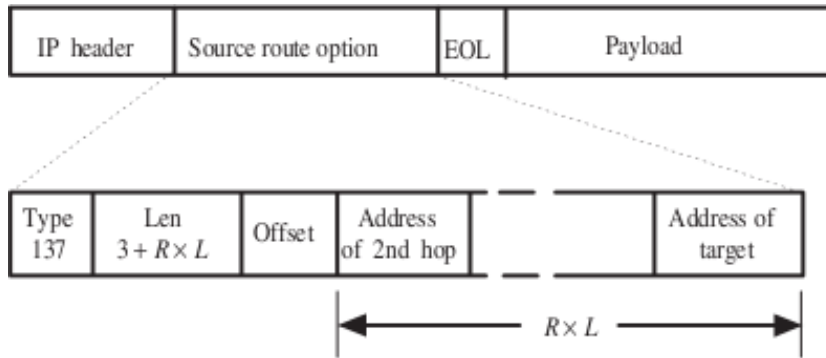 IP header Source route option EOL Payload
Type 137 Len 3 + R × L Offset Address of 2nd hop Address of target
R × L